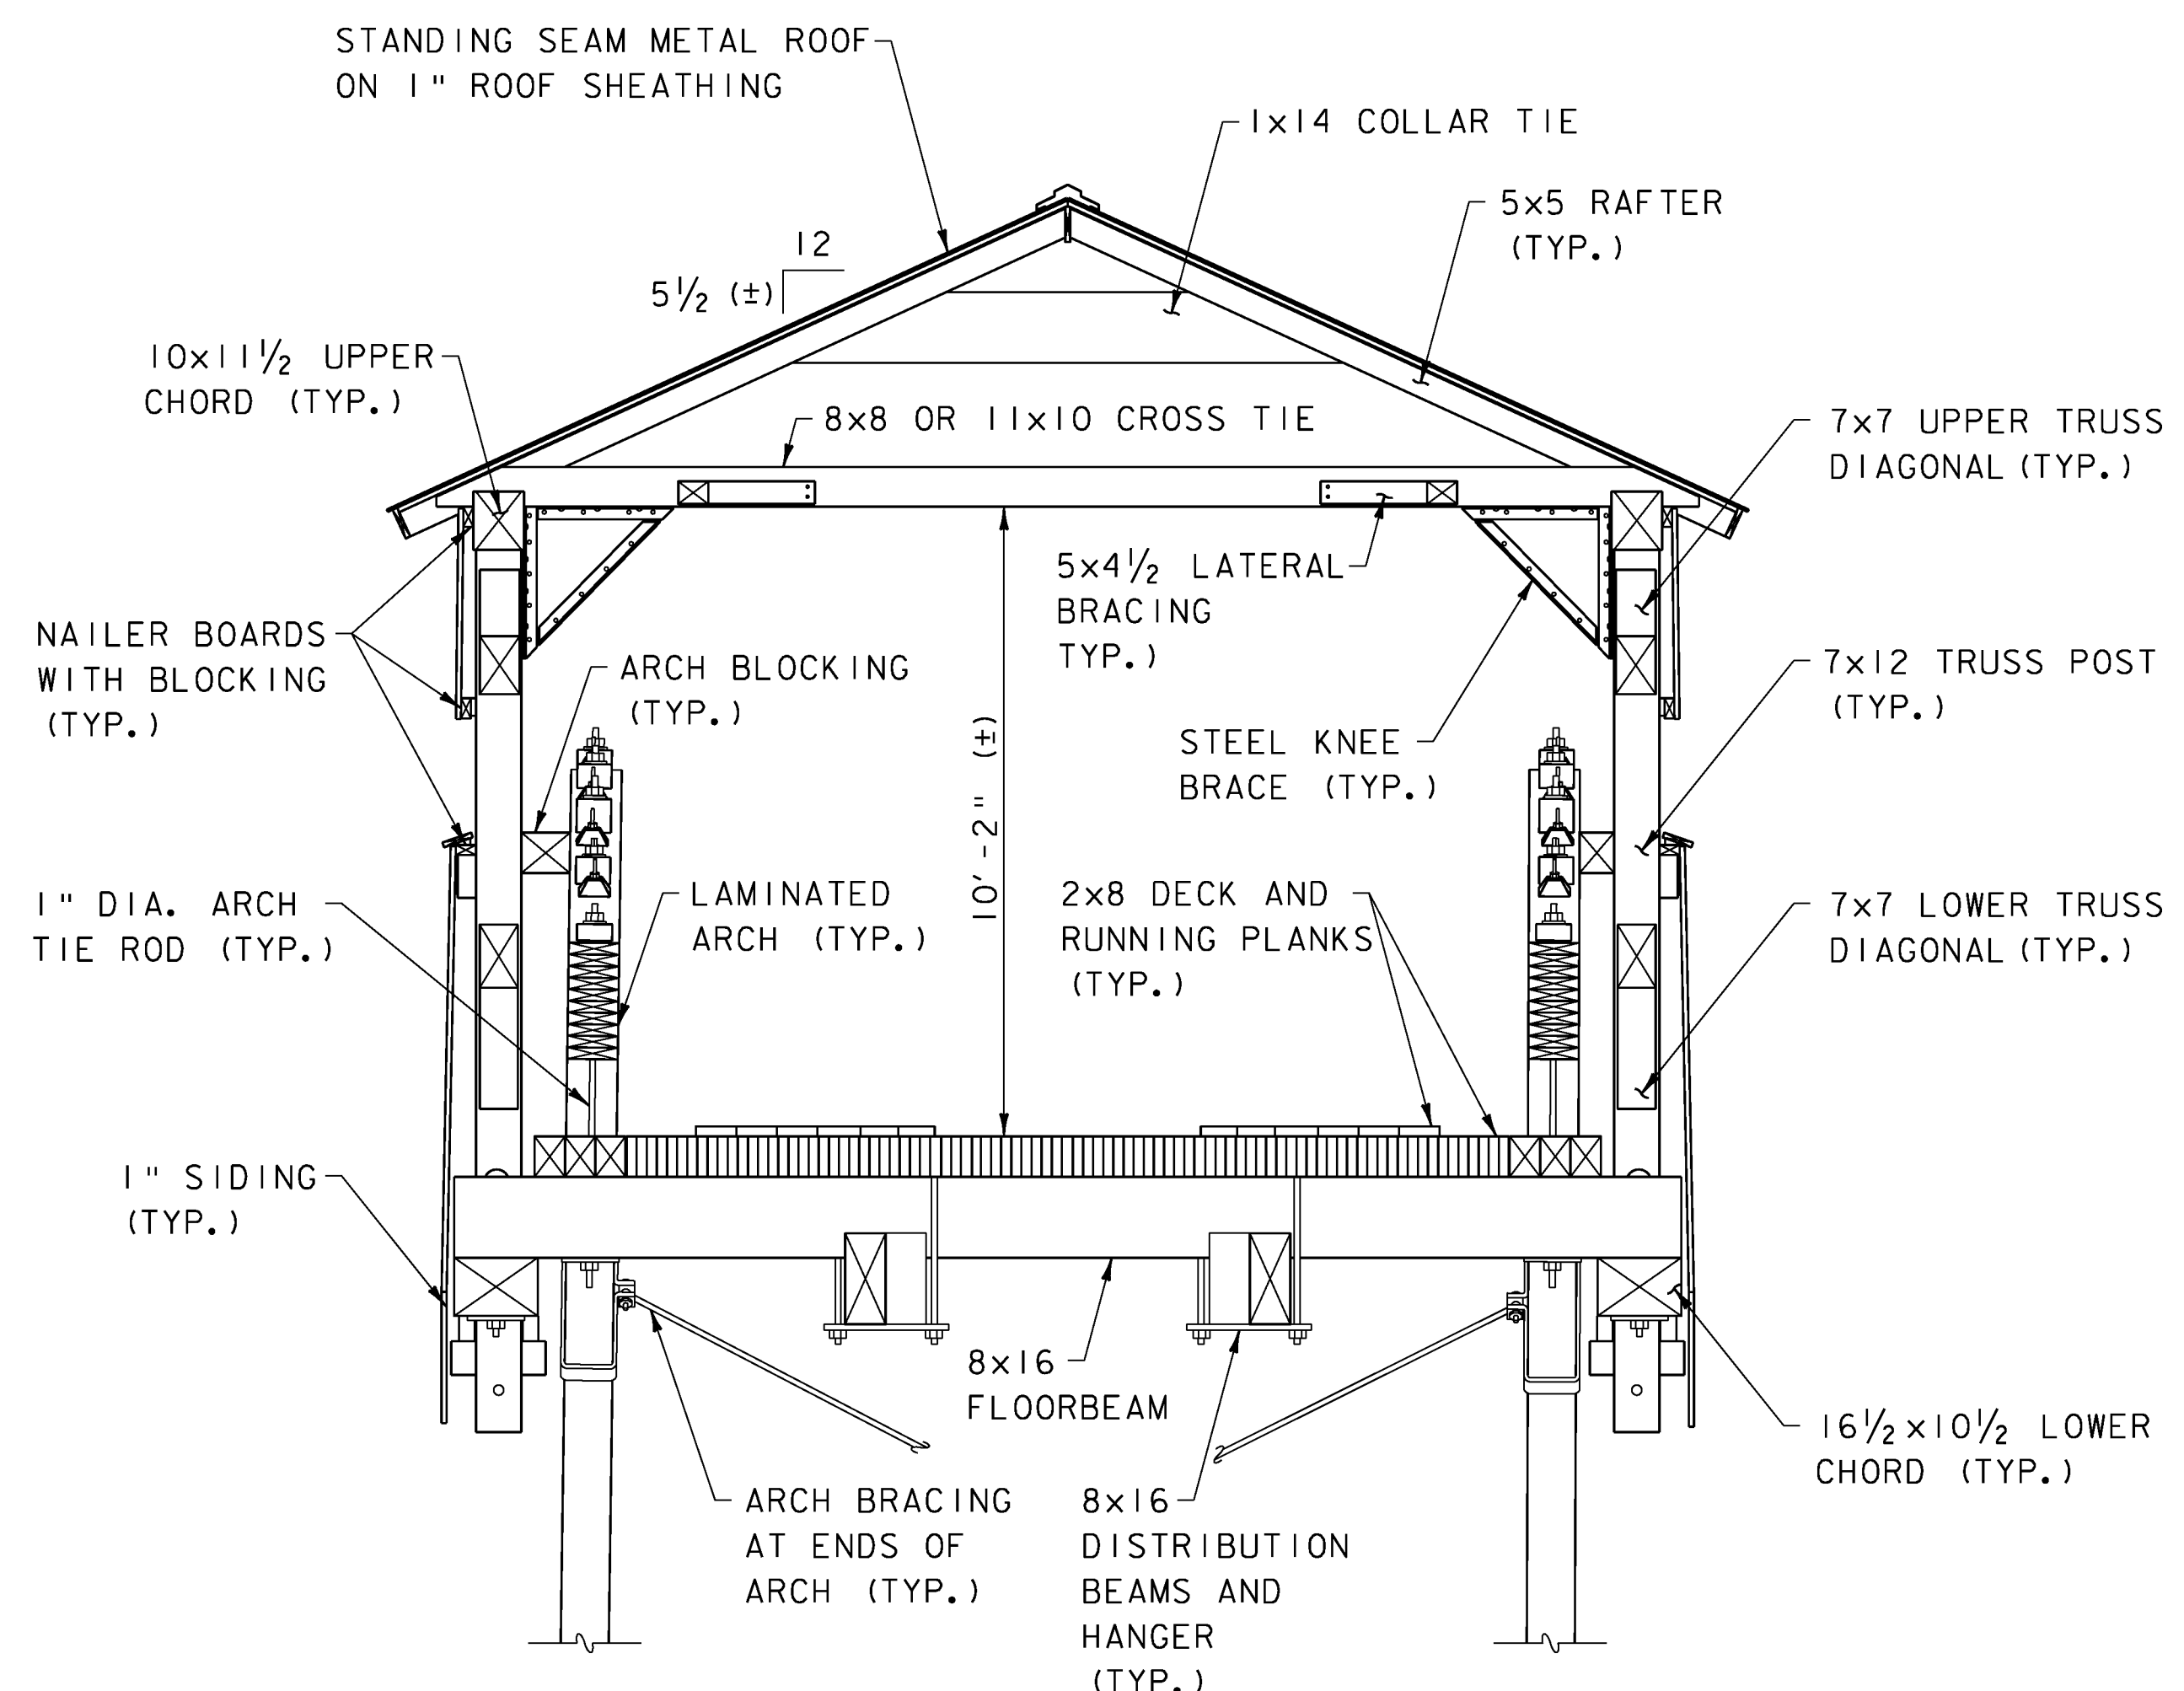 STANDING SEAM METAL ROOF
ON 1" ROOF SHEATHING
1x14 COLLAR TIE
5x5 RAFTER
(TYP.)
12
5½ (±)
10x11½ UPPER
CHORD (TYP.)
8x8 OR 11x10 CROSS TIE
7x7 UPPER TRUSS
DIAGONAL (TYP.)
5x4½ LATERAL
BRACING
TYP.)
NAILER BOARDS
WITH BLOCKING
(TYP.)
ARCH BLOCKING
(TYP.)
7x12 TRUSS POST
(TYP.)
STEEL KNEE
BRACE (TYP.)
10'-2" (±)
1" DIA. ARCH
TIE ROD (TYP.)
LAMINATED
ARCH (TYP.)
2x8 DECK AND
RUNNING PLANKS
(TYP.)
7x7 LOWER TRUSS
DIAGONAL (TYP.)
1" SIDING
(TYP.)
8x16
FLOORBEAM
16½x10½ LOWER
CHORD (TYP.)
ARCH BRACING
AT ENDS OF
ARCH (TYP.)
8x16
DISTRIBUTION
BEAMS AND
HANGER
(TYP.)